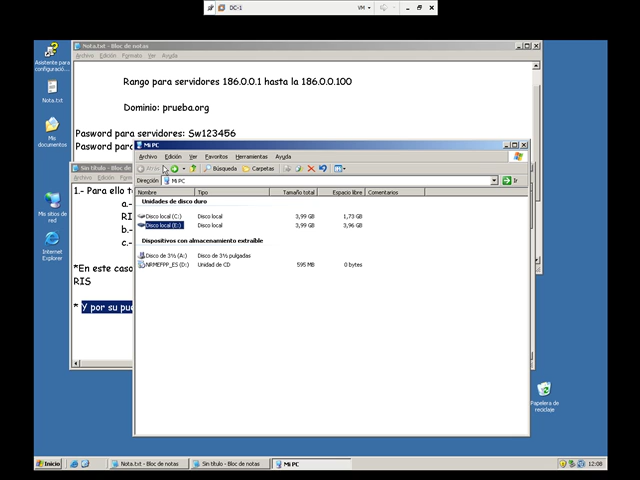 DC-1
VM
Asistente para
configuració...
Nota.txt
Mis
documentos
Mis sitios de
red
Internet
Explorer
Papelera de
reciclaje
Nota.txt - Bloc de notas
Archivo Edición Formato Ver Ayuda
Rango para servidores 186.0.0.1 hasta la 186.0.0.100
Dominio: prueba.org
Pasword para servidores: Sw123456
Pasword para
Sin título - Bloc de notas
Archivo Edición
1.- Para ello t
a.-
RI
b.-
c.-
*En este caso
RIS
* Y por su pue
Mi PC
Archivo Edición Ver Favoritos Herramientas Ayuda
Atrás Búsqueda Carpetas
Dirección Mi PC Ir
Nombre Tipo Tamaño total Espacio libre Comentarios
Unidades de disco duro
Disco local (C:) Disco local 3,99 GB 1,73 GB
Disco local (E:) Disco local 3,99 GB 3,96 GB
Dispositivos con almacenamiento extraíble
Disco de 3½ (A:) Disco de 3½ pulgadas
NRMEFPP_ES (D:) Unidad de CD 595 MB 0 bytes
Inicio Nota.txt - Bloc de notas Sin título - Bloc de notas Mi PC 12:08